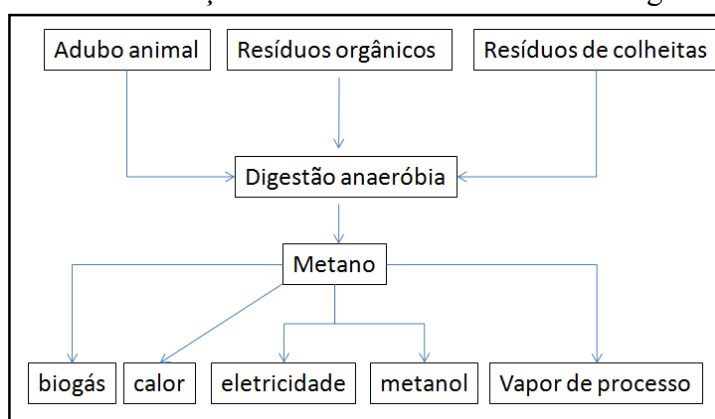 Adubo animal Resíduos orgânicos Resíduos de colheitas
Digestão anaeróbia
Metano
biogás calor eletricidade metanol Vapor de processo